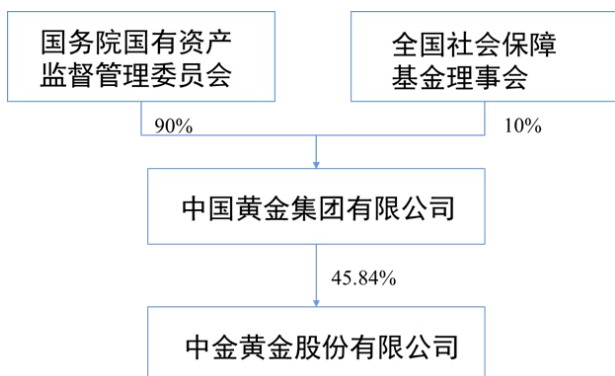 国务院国有资产
监督管理委员会
全国社会保障
基金理事会
90%
10%
中国黄金集团有限公司
45.84%
中金黄金股份有限公司